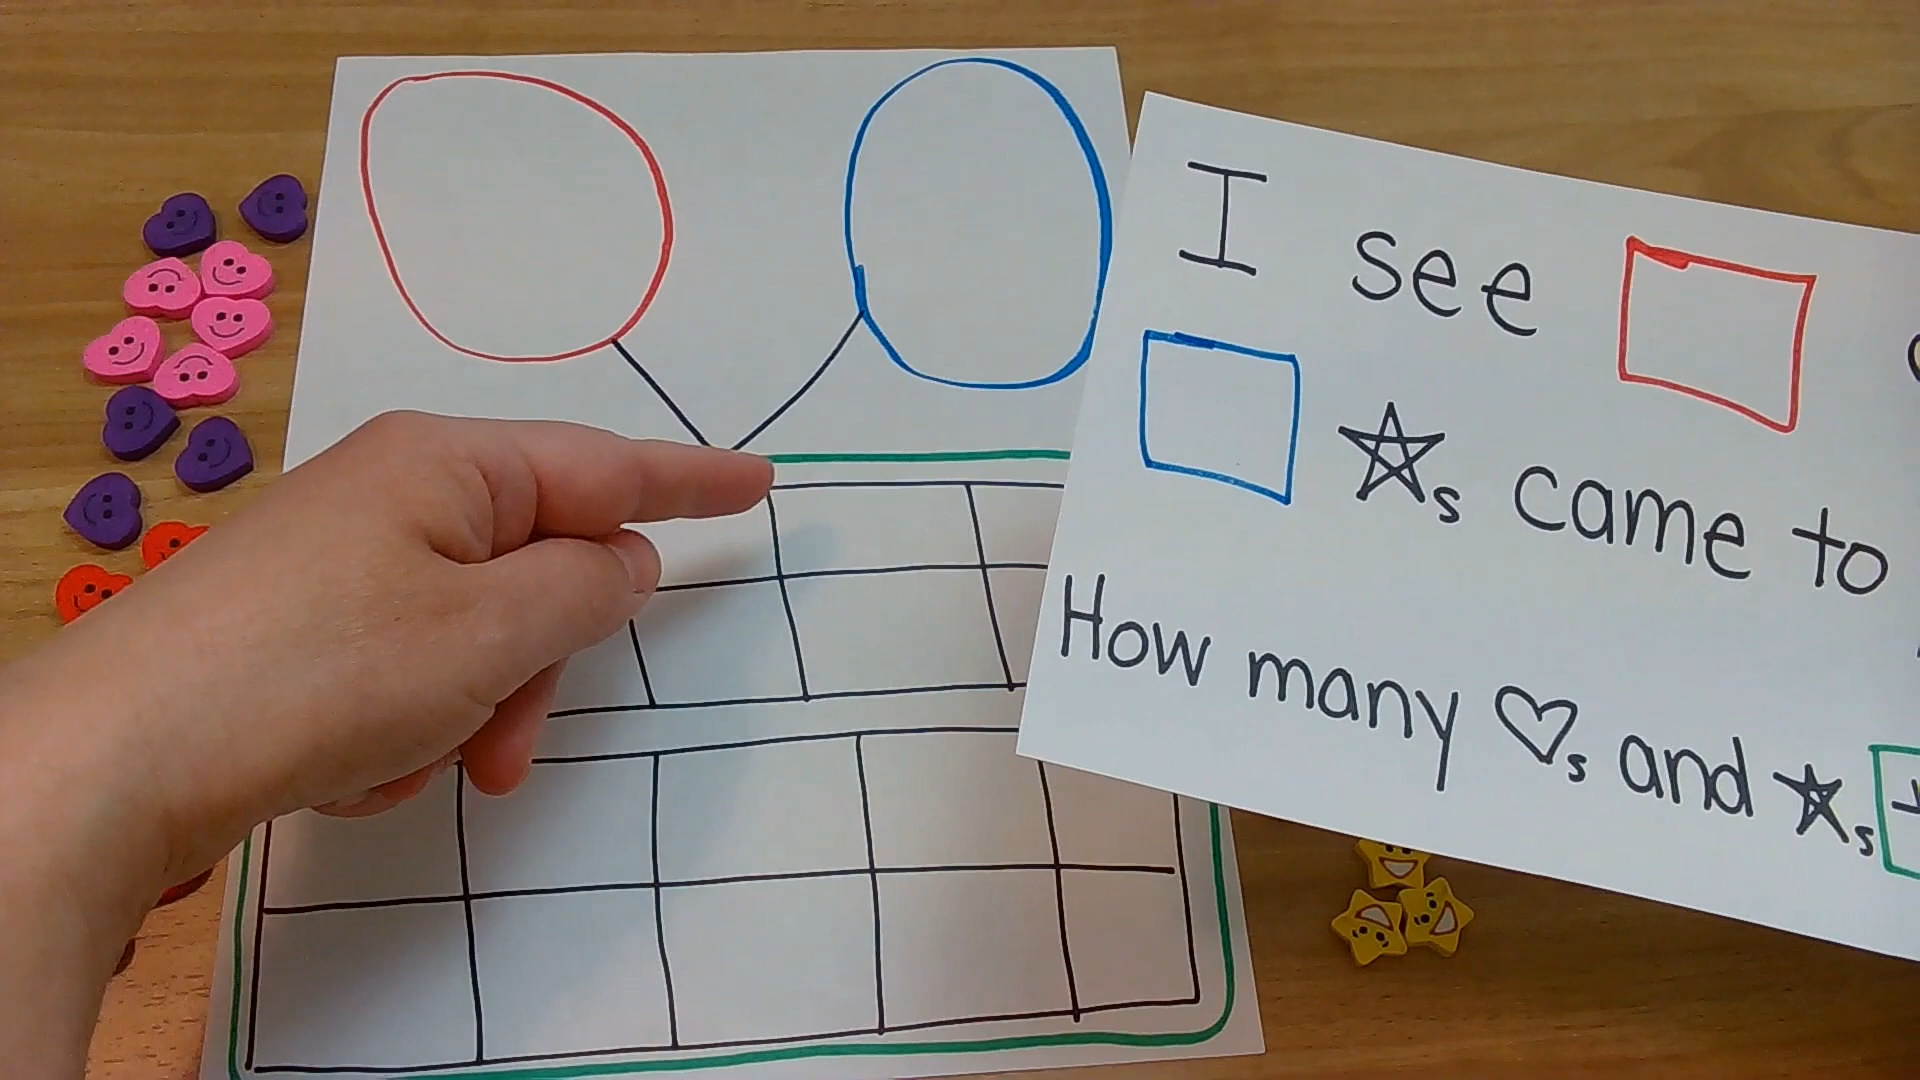 I see
☆s came to
How many ♡s and ☆s